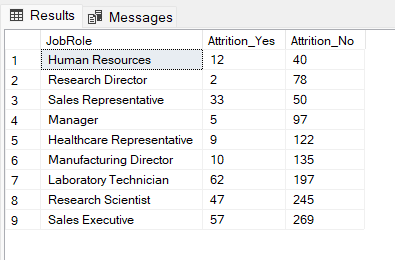 Results Messages
JobRole Attrition_Yes Attrition_No
1 Human Resources 12 40
2 Research Director 2 78
3 Sales Representative 33 50
4 Manager 5 97
5 Healthcare Representative 9 122
6 Manufacturing Director 10 135
7 Laboratory Technician 62 197
8 Research Scientist 47 245
9 Sales Executive 57 269